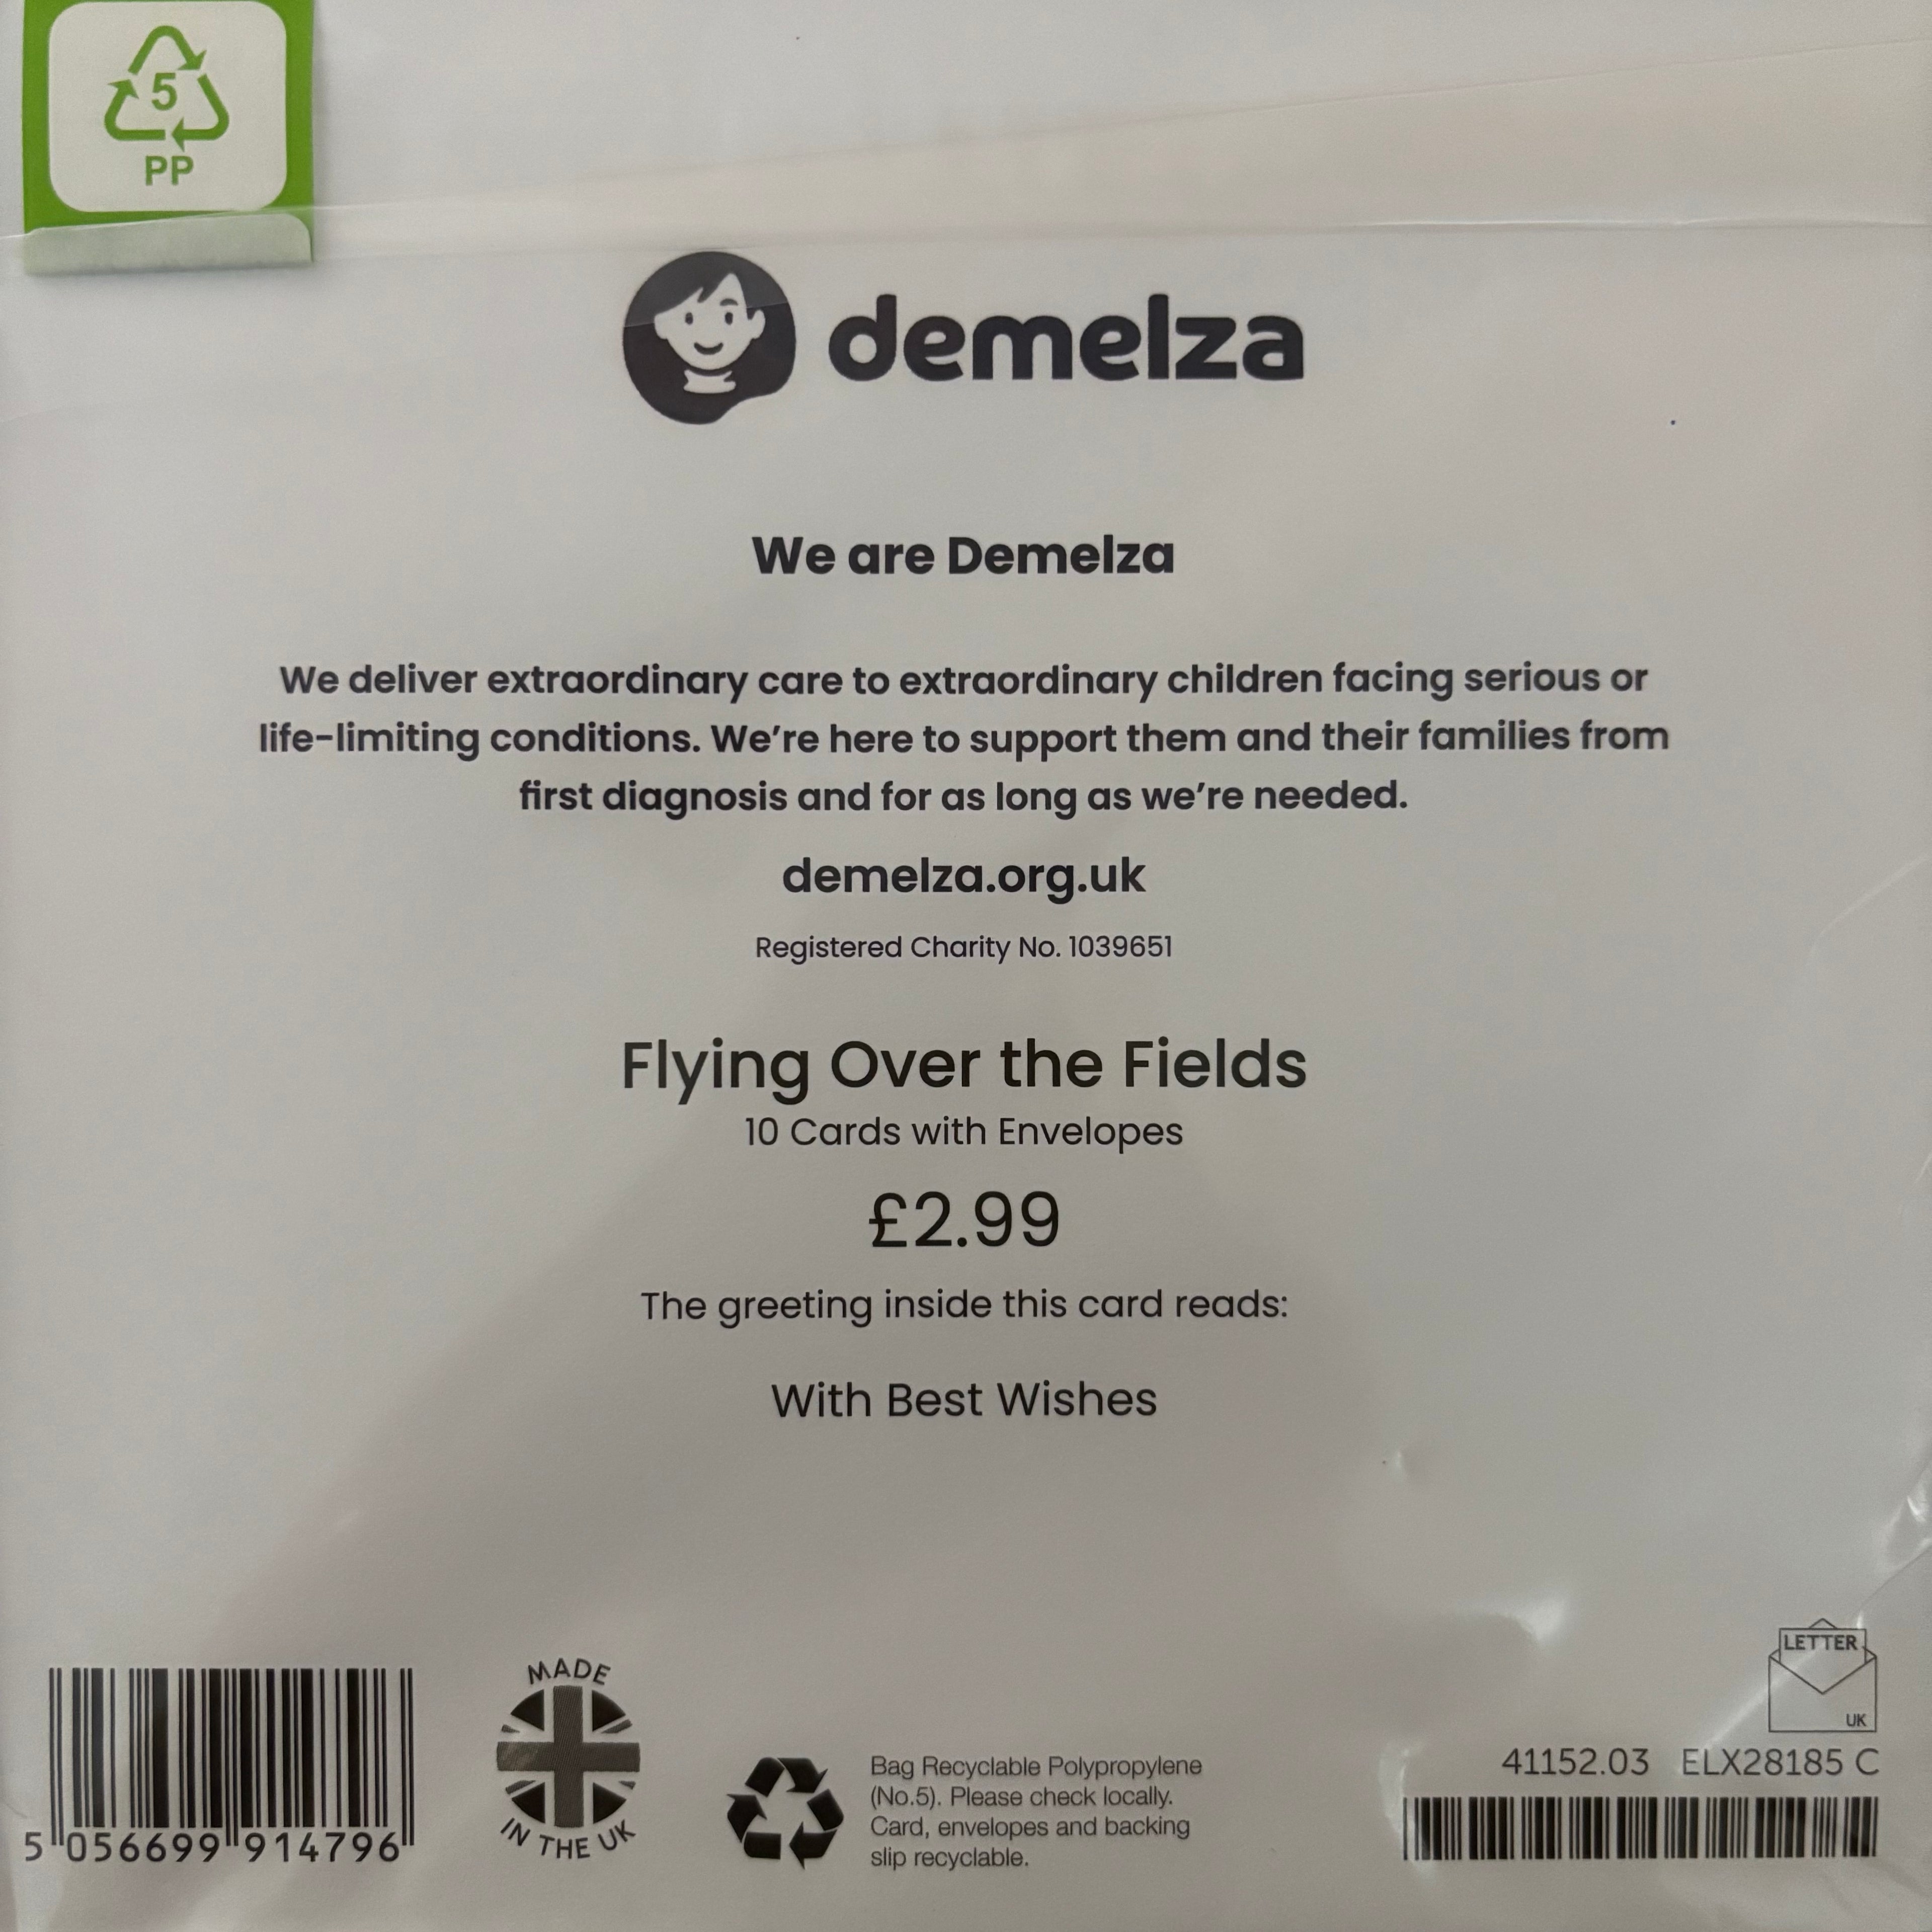 5
PP
demelza
We are Demelza
We deliver extraordinary care to extraordinary children facing serious or
life-limiting conditions. We’re here to support them and their families from
first diagnosis and for as long as we’re needed.
demelza.org.uk
Registered Charity No. 1039651
Flying Over the Fields
10 Cards with Envelopes
£2.99
The greeting inside this card reads:
With Best Wishes
5 056699 914796
MADE
IN THE UK
Bag Recyclable Polypropylene
(No.5). Please check locally.
Card, envelopes and backing
slip recyclable.
LETTER
UK
41152.03 ELX28185 C